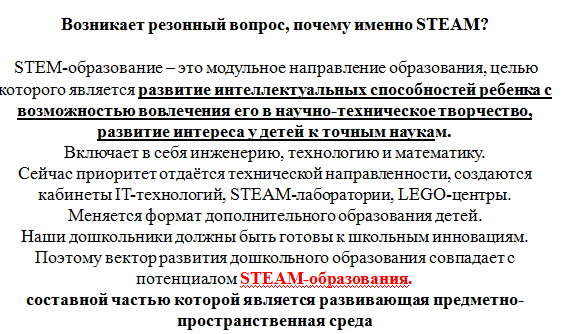 Возникает резонный вопрос, почему именно STEAM?
STEM-образование – это модульное направление образования, целью
которого является развитие интеллектуальных способностей ребенка с
возможностью вовлечения его в научно-техническое творчество,
развитие интереса у детей к точным наукам.
Включает в себя инженерию, технологию и математику.
Сейчас приоритет отдаётся технической направленности, создаются
кабинеты IT-технологий, STEAM-лаборатории, LEGO-центры.
Меняется формат дополнительного образования детей.
Наши дошкольники должны быть готовы к школьным инновациям.
Поэтому вектор развития дошкольного образования совпадает с
потенциалом STEAM-образования.
составной частью которой является развивающая предметно-
пространственная среда